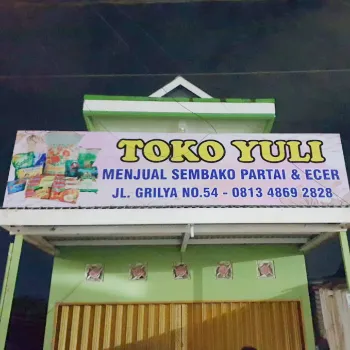 TOKO YULI
MENJUAL SEMBAKO PARTAI & ECER
JL. GRILYA NO.54 - 0813 4869 2828